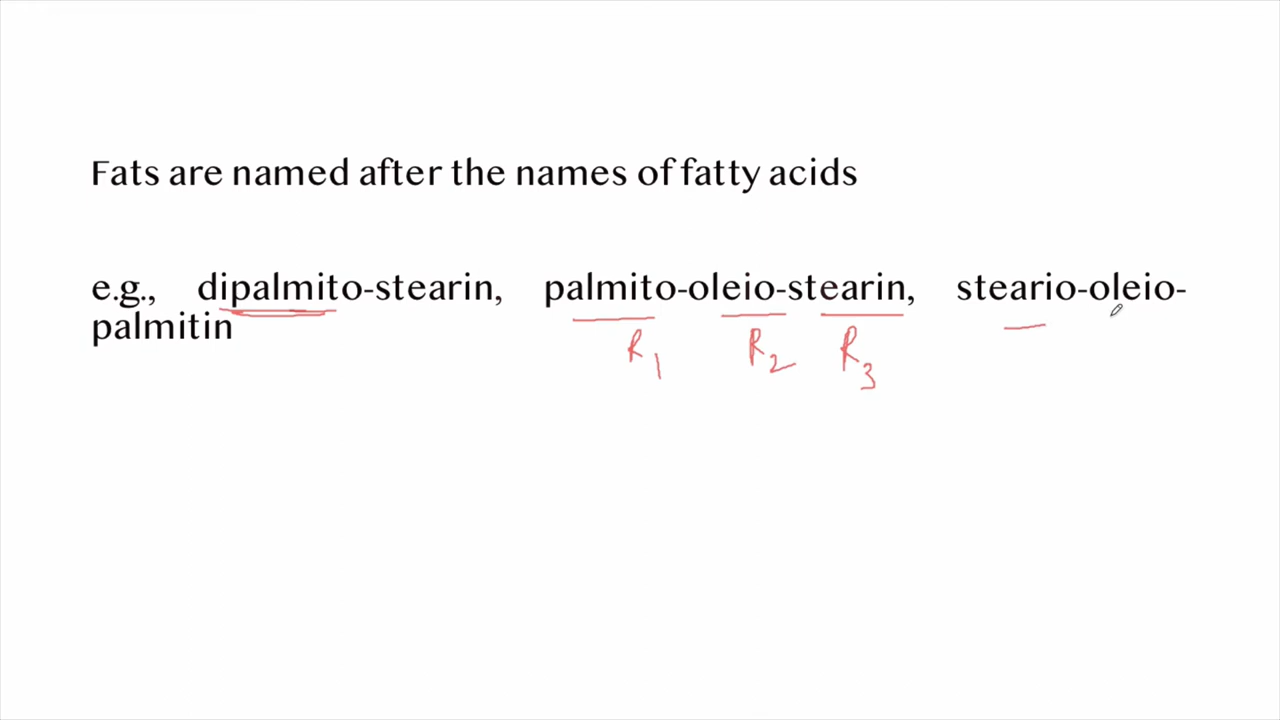 Fats are named after the names of fatty acids
e.g., dipalmito-stearin, palmito-oleio-stearin, steario-oleio-
palmitin
R1 R2 R3